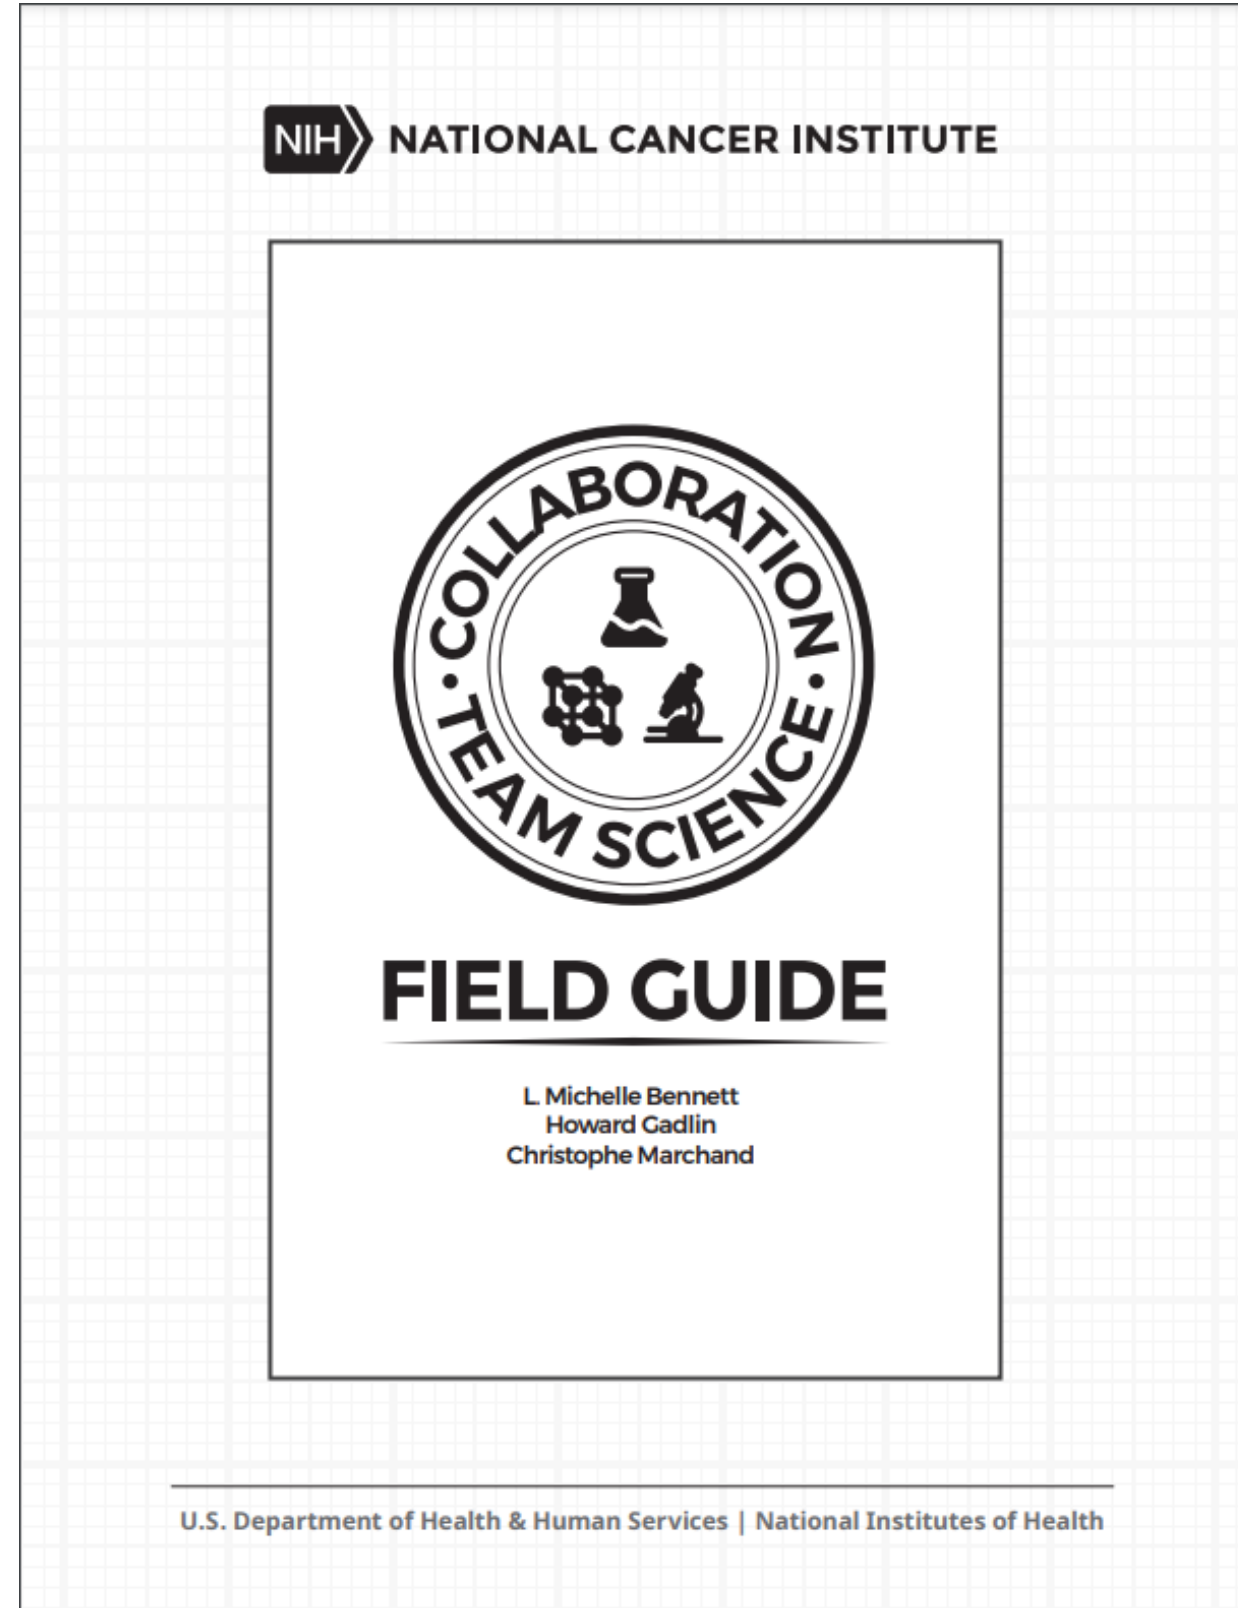 NIH NATIONAL CANCER INSTITUTE
COLLABORATION
TEAM SCIENCE
FIELD GUIDE
L. Michelle Bennett
Howard Gadlin
Christophe Marchand
U.S. Department of Health & Human Services | National Institutes of Health